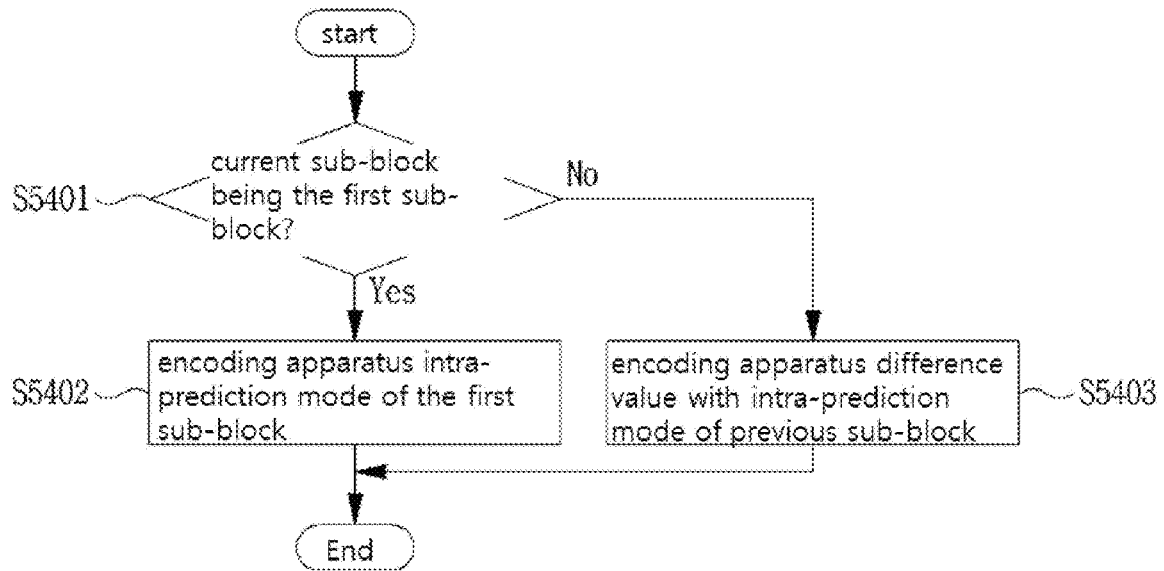 start
current sub-block
being the first sub-
block?
S5401
No
Yes
encoding apparatus intra-
prediction mode of the first
sub-block
S5402
encoding apparatus difference
value with intra-prediction
mode of previous sub-block
S5403
End